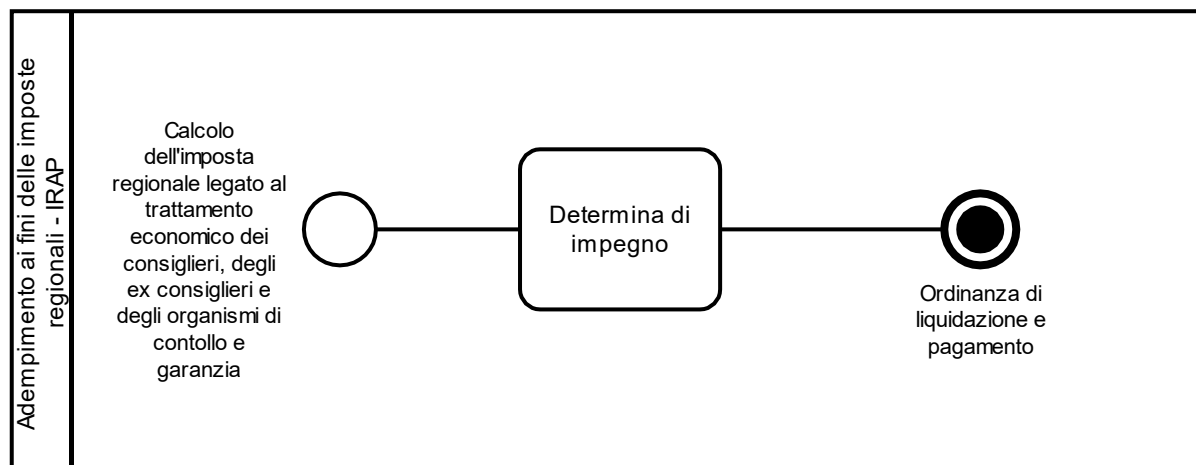 Adempimento ai fini delle imposte
regionali - IRAP
Calcolo
dell'imposta
regionale legato al
trattamento
economico dei
consiglieri, degli
ex consiglieri e
degli organismi di
contollo e
garanzia
Determina di
impegno
Ordinanza di
liquidazione e
pagamento